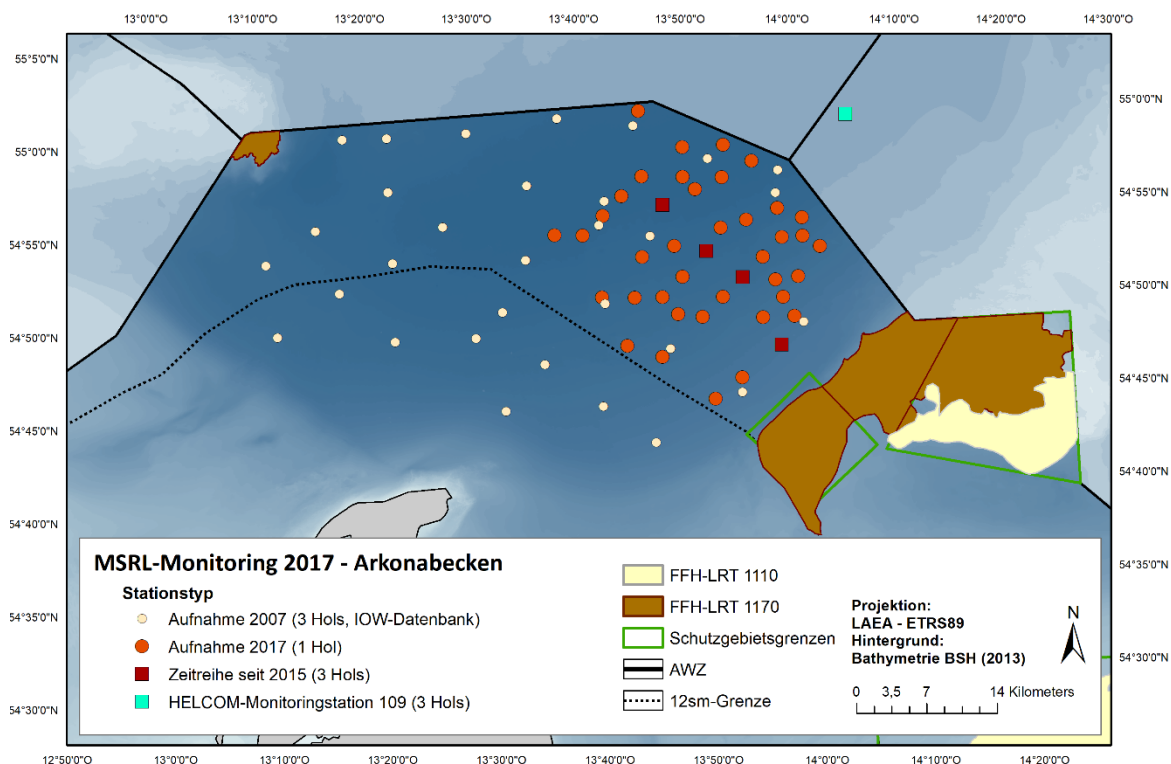 13°0'0"O 13°10'0"O 13°20'0"O 13°30'0"O 13°40'0"O 13°50'0"O 14°0'0"O 14°10'0"O 14°20'0"O 14°30'0"O
55°5'0"N
55°0'0"N
54°55'0"N
54°50'0"N
54°45'0"N
54°40'0"N
54°35'0"N
54°30'0"N
55°0'0"N
54°55'0"N
54°50'0"N
54°45'0"N
54°40'0"N
54°35'0"N
54°30'0"N
MSRL-Monitoring 2017 - Arkonabecken
Stationstyp
Aufnahme 2007 (3 Hols, IOW-Datenbank)
Aufnahme 2017 (1 Hol)
Zeitreihe seit 2015 (3 Hols)
HELCOM-Monitoringstation 109 (3 Hols)
FFH-LRT 1110
FFH-LRT 1170
Schutzgebietsgrenzen
AWZ
12sm-Grenze
Projektion:
LAEA - ETRS89
Hintergrund:
Bathymetrie BSH (2013)
N
0 3,5 7 14 Kilometers
12°50'0"O 13°0'0"O 13°10'0"O 13°20'0"O 13°30'0"O 13°40'0"O 13°50'0"O 14°0'0"O 14°10'0"O 14°20'0"O